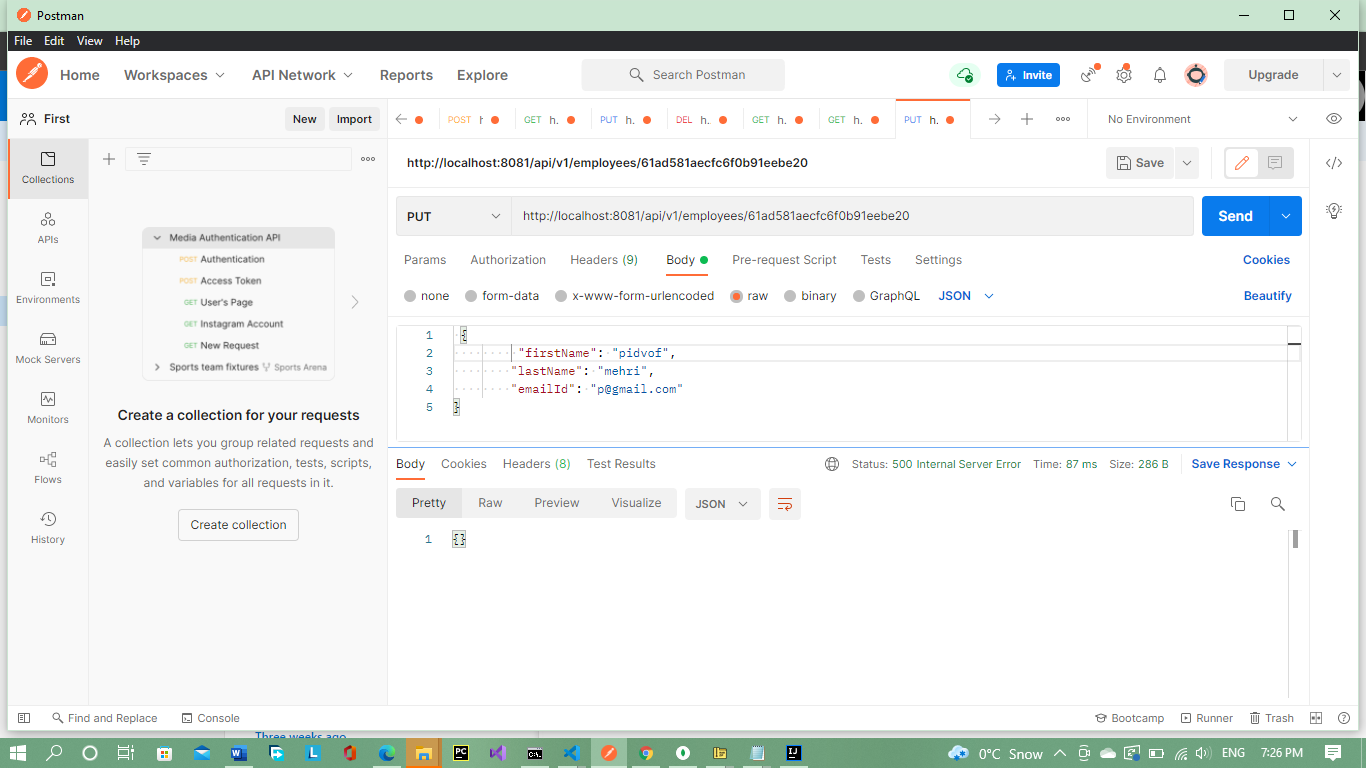 Postman
File Edit View Help
Home Workspaces API Network Reports Explore Search Postman Invite Upgrade
First New Import
POST h GET h. PUT h. DEL h. GET h. GET h. PUT h. No Environment
Collections
APIs
Environments
Mock Servers
Monitors
Flows
History
Media Authentication API
POST Authentication
POST Access Token
GET User's Page
GET Instagram Account
GET New Request
Sports team fixtures Sports Arena
Create a collection for your requests
A collection lets you group related requests and
easily set common authorization, tests, scripts,
and variables for all requests in it.
Create collection
http://localhost:8081/api/v1/employees/61ad581aecfc6f0b91eebe20 Save
PUT http://localhost:8081/api/v1/employees/61ad581aecfc6f0b91eebe20 Send
Params Authorization Headers (9) Body Pre-request Script Tests Settings Cookies
none form-data x-www-form-urlencoded raw binary GraphQL JSON Beautify
1 {
2 "firstName": "pidvof",
3 "lastName": "mehri",
4 "emailId": "p@gmail.com"
5 }
Body Cookies Headers (8) Test Results Status: 500 Internal Server Error Time: 87 ms Size: 286 B Save Response
Pretty Raw Preview Visualize JSON
1 {}
Find and Replace Console Bootcamp Runner Trash
Three weeks ago
0°C Snow ENG 7:26 PM